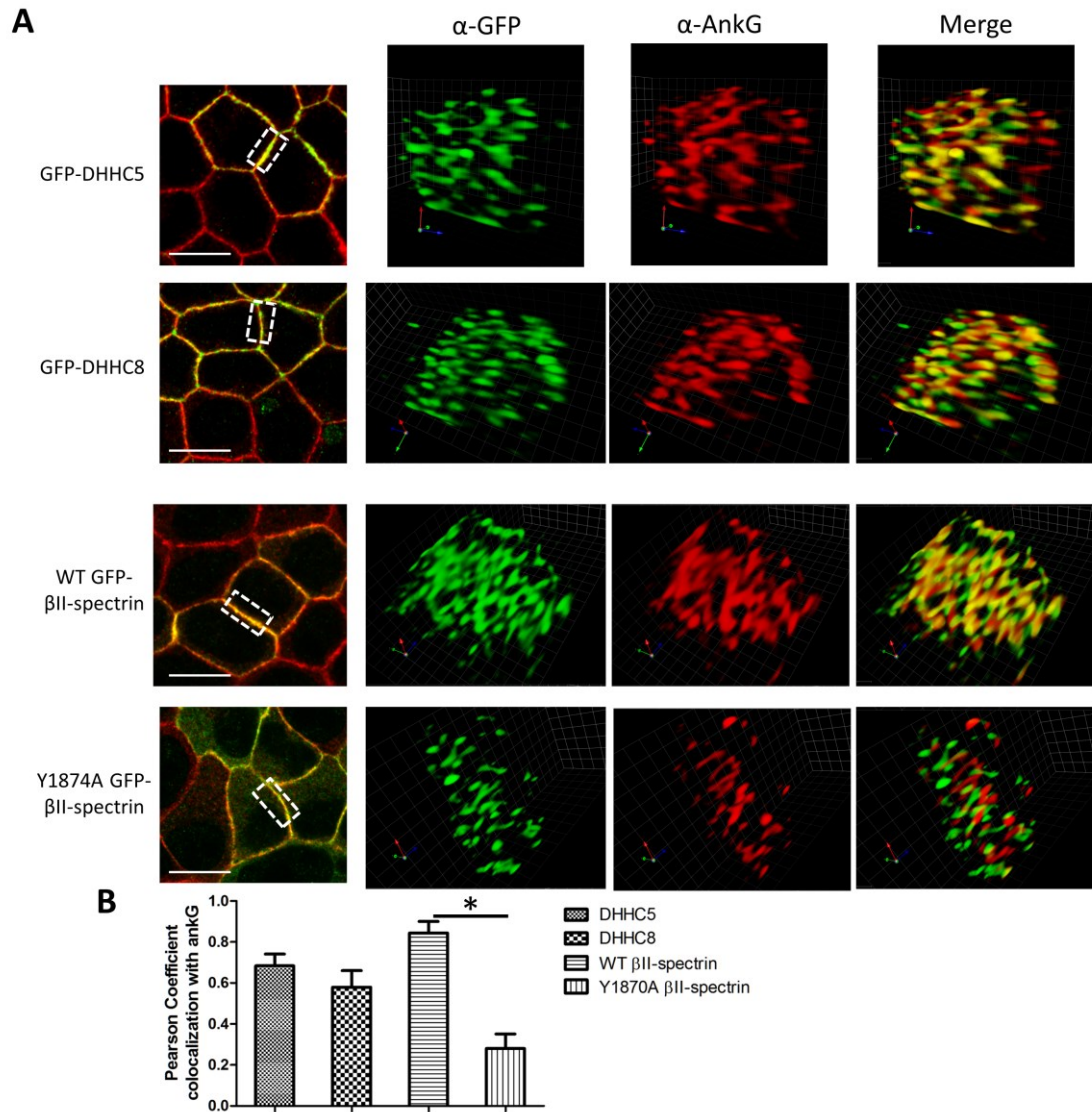 A
α-GFP
α-AnkG
Merge
GFP-DHHC5
GFP-DHHC8
WT GFP-
βII-spectrin
Y1874A GFP-
βII-spectrin
B
Pearson Coefficient
colocalization with ankG
1.0
0.8
0.6
0.4
0.2
0.0
*
DHHC5
DHHC8
WT βII-spectrin
Y1870A βII-spectrin